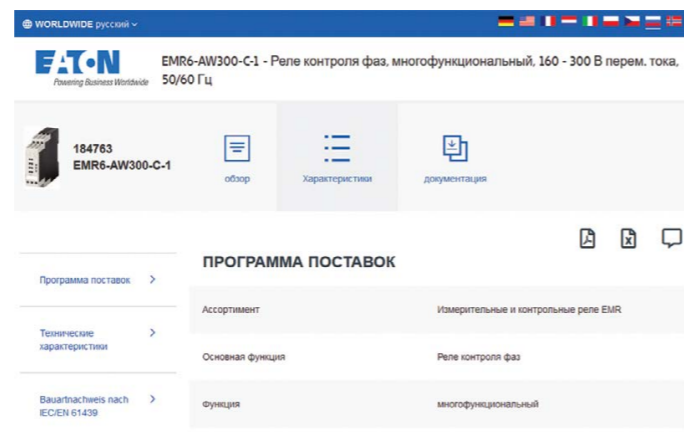 WORLDWIDE русский
EATON
Powering Business Worldwide
EMR6-AW300-C-1 - Реле контроля фаз, многофункциональный, 160 - 300 В перем. тока,
50/60 Гц
184763
EMR6-AW300-C-1
обзор
Характеристики
документация
ПРОГРАММА ПОСТАВОК
Программа поставок
Ассортимент
Измерительные и контрольные реле EMR
Технические
характеристики
Основная функция
Реле контроля фаз
Bauartnachweis nach
IEC/EN 61439
Функция
многофункциональный